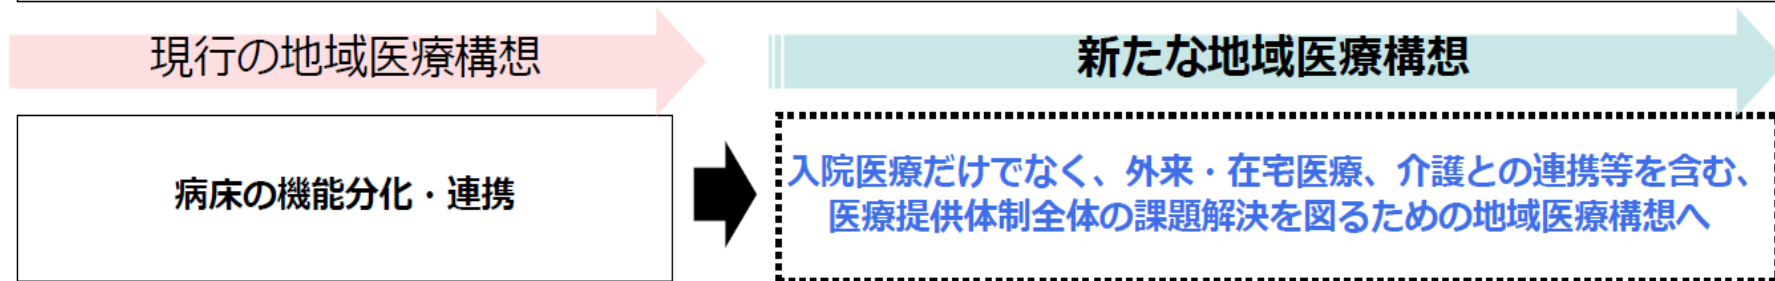 現行の地域医療構想
新たな地域医療構想
病床の機能分化・連携
入院医療だけでなく、外来・在宅医療、介護との連携等を含む、
医療提供体制全体の課題解決を図るための地域医療構想へ